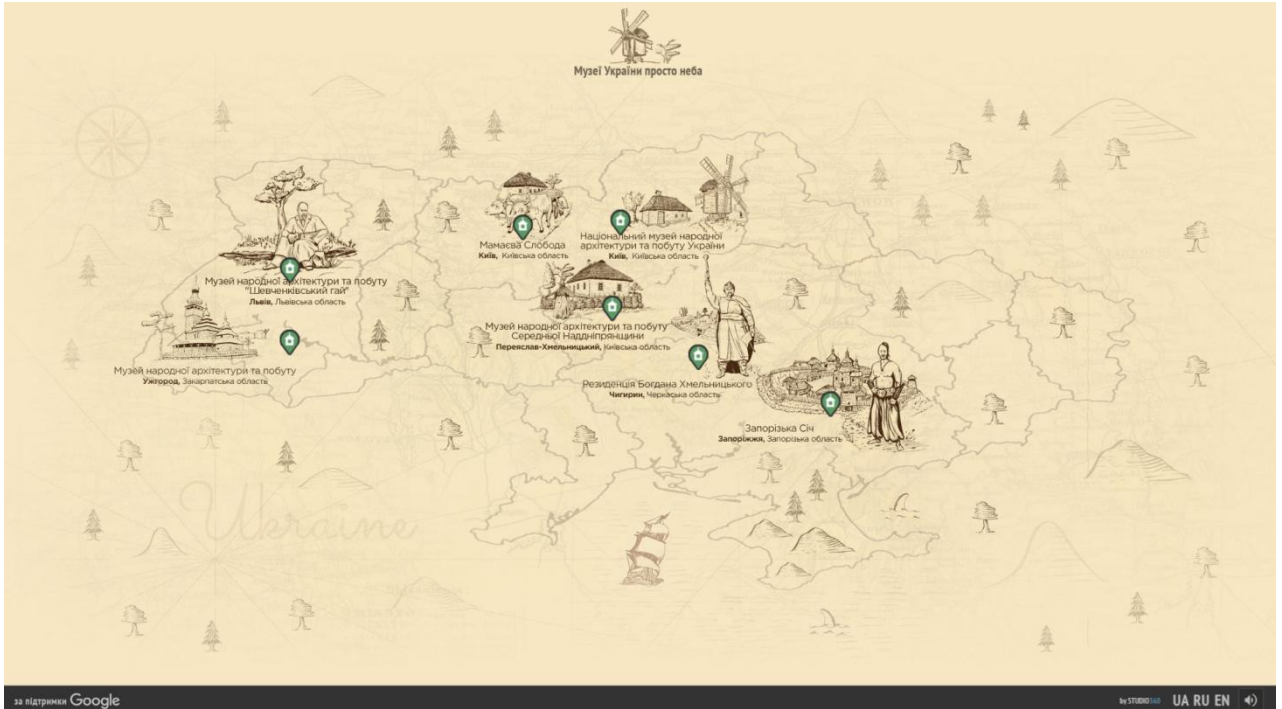 Музеї України просто неба
Мамаєва Слобода
Київ, Київська область
Національний музей народної
архітектури та побуту України
Київ, Київська область
Музей народної архітектури та побуту
"Шевченківський гай"
Львів, Львівська область
Музей народної архітектури та побуту
Середньої Наддніпрянщини
Переяслав-Хмельницький, Київська область
Музей народної архітектури та побуту
Ужгород, Закарпатська область
Резиденція Богдана Хмельницького
Чигирин, Черкаська область
Запорізька Січ
Запоріжжя, Запорізька область
Ukraine
за підтримки Google
by STUDIO360 UA RU EN